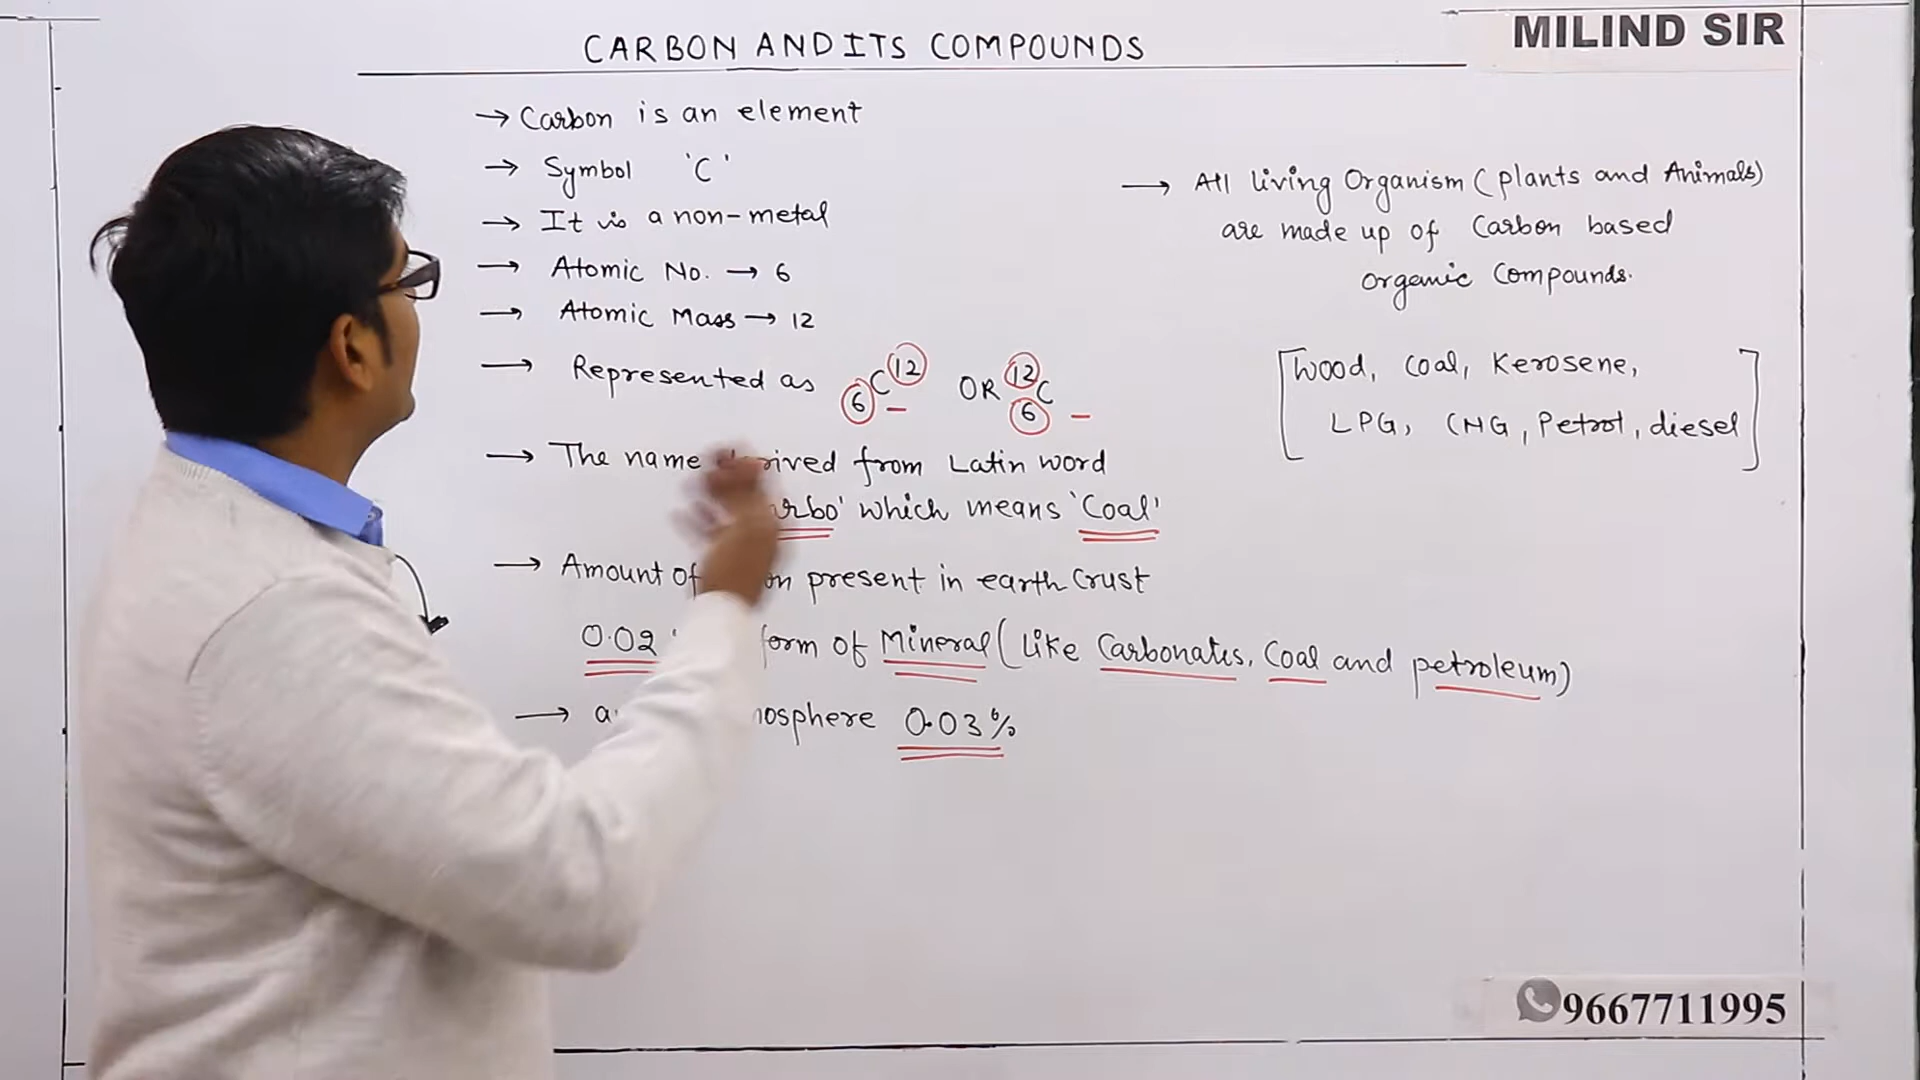 CARBON AND ITS COMPOUNDS
MILIND SIR
→ Carbon is an element
→ Symbol 'C'
→ It is a non-metal
→ Atomic No. → 6
→ Atomic Mass → 12
→ Represented as 6C12 OR 12 6C
→ The name derived from Latin word
arbo' which means 'Coal'
→ Amount of on present in earth Crust
0.02 form of Mineral (like Carbonates, Coal and petroleum)
→ a mosphere 0.03%
→ All living Organism (plants and Animals)
are made up of Carbon based
organic Compounds.
[Wood, Coal, Kerosene,
LPG, CNG, Petrol, diesel]
9667711995